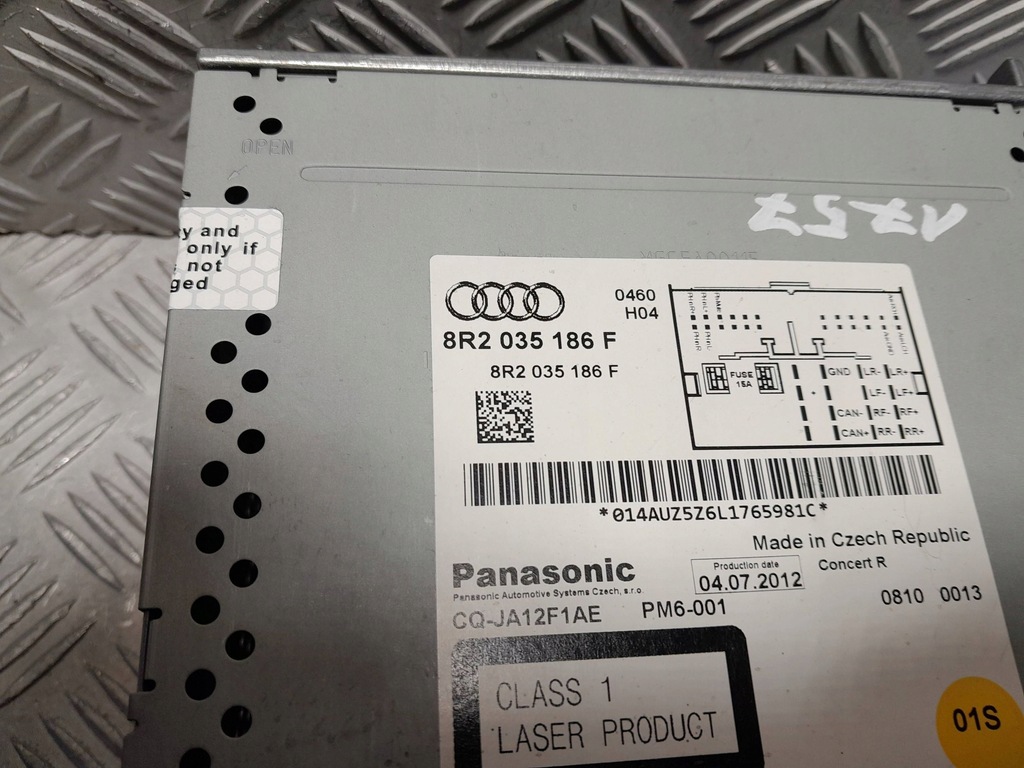 OPEN
y and
only if
not
ged
1757
0460
H04
8R2 035 186 F
8R2 035 186 F
FUSE
15A
GND LR- LR+
LF- LF+
CAN- RF- RF+
CAN+ RR- RR+
*014AUZ5Z6L1765981C*
Made in Czech Republic
Panasonic
Panasonic Automotive Systems Czech, s.r.o.
Production date
04.07.2012
Concert R
CQ-JA12F1AE PM6-001
0810 0013
CLASS 1
LASER PRODUCT
01S